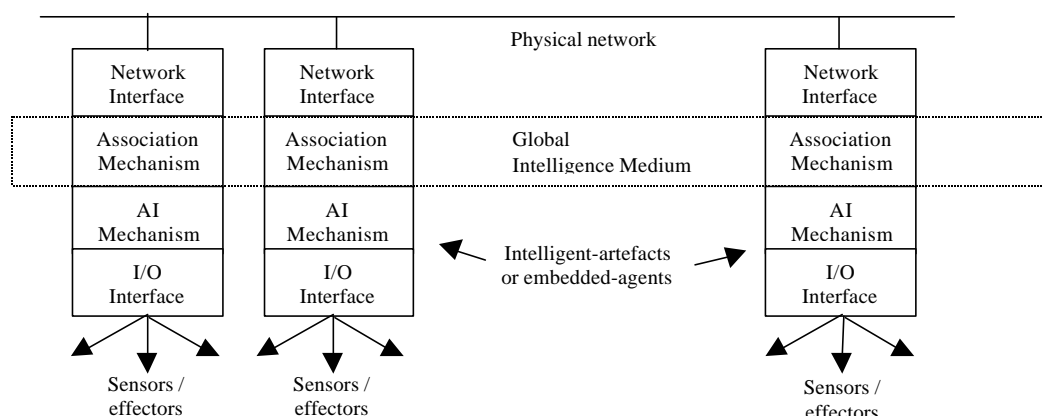 Physical network
Network
Interface
Network
Interface
Network
Interface
Association
Mechanism
Association
Mechanism
Global
Intelligence Medium
Association
Mechanism
AI
Mechanism
AI
Mechanism
AI
Mechanism
Intelligent-artefacts
or embedded-agents
I/O
Interface
I/O
Interface
I/O
Interface
Sensors /
effectors
Sensors /
effectors
Sensors /
effectors